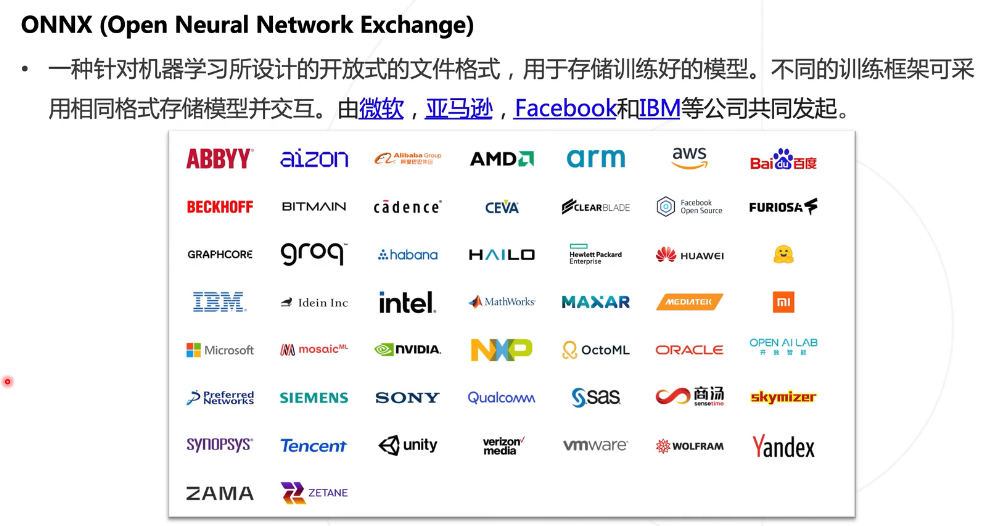 ONNX (Open Neural Network Exchange)
• 一种针对机器学习所设计的开放式的文件格式，用于存储训练好的模型。不同的训练框架可采
用相同格式存储模型并交互。由微软，亚马逊，Facebook和IBM等公司共同发起。
ABBYY aizon Alibaba Group 阿里巴巴集团 AMD arm aws Bai du 百度
BECKHOFF BITMAIN cādence CEVA CLEARBLADE Facebook Open Source FURIOSA
GRAPHCORE groq habana HAILO Hewlett Packard Enterprise HUAWEI
IBM Idein Inc intel MathWorks MAXAR MEDIATEK MI
Microsoft mosaic ML NVIDIA NXP OctoML ORACLE OPEN AI LAB 开放智能
Preferred Networks SIEMENS SONY Qualcomm SAS 商汤 sensetime skymizer
SYNOPSYS Tencent unity verizon media vmware WOLFRAM Yandex
ZAMA ZETANE